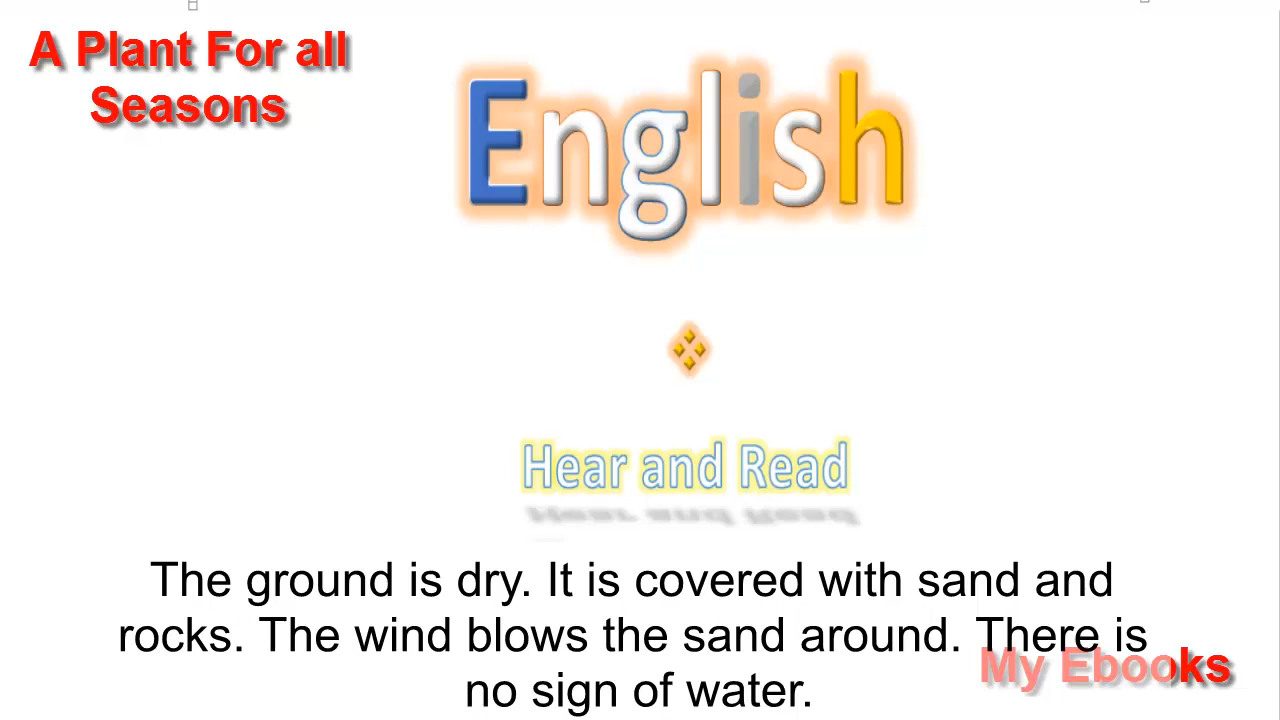 A Plant For all
Seasons
English
Hear and Read
The ground is dry. It is covered with sand and
rocks. The wind blows the sand around. There is
no sign of water.
My Ebooks